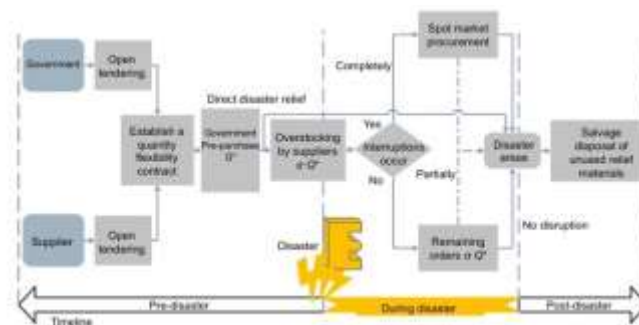 Government
Open
tendering
Spot market
procurement
Completely
Direct disaster relief
Establish a
quantity
flexibility
contract
Government
Pre-purchase
Overstocking
by suppliers
Yes
Interruptions
occur
No
Partially
Disaster
areas
Salvage
disposal of
unused relief
materials
Supplier
Open
tendering
Disaster
Remaining
orders
No disruption
Pre-disaster
During disaster
Post-disaster
Timeline